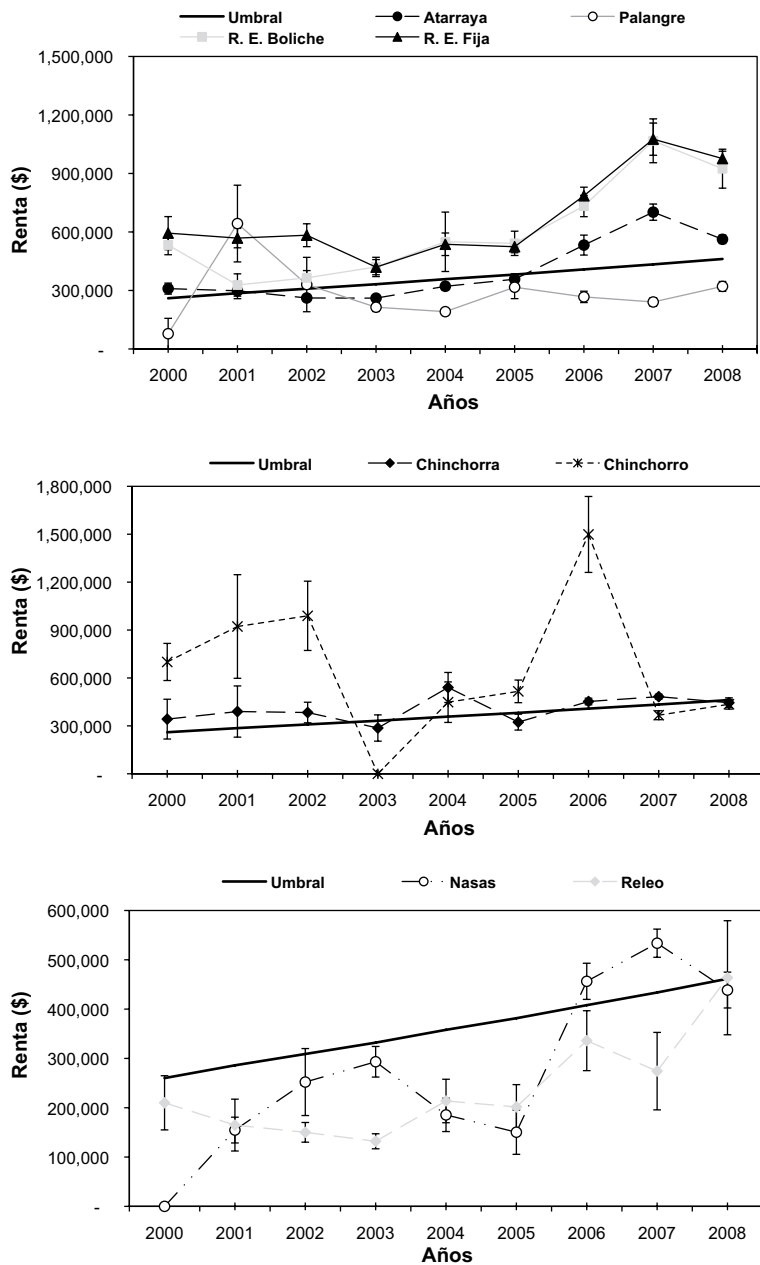 Umbral Atarraya Palangre
R. E. Boliche R. E. Fija
1,500,000
1,200,000
900,000
600,000
300,000
-
Renta ($)
2000 2001 2002 2003 2004 2005 2006 2007 2008
Años
Umbral Chinchorra Chinchorro
1,800,000
1,500,000
1,200,000
900,000
600,000
300,000
-
Renta ($)
2000 2001 2002 2003 2004 2005 2006 2007 2008
Años
Umbral Nasas Releo
600,000
500,000
400,000
300,000
200,000
100,000
-
Renta ($)
2000 2001 2002 2003 2004 2005 2006 2007 2008
Años